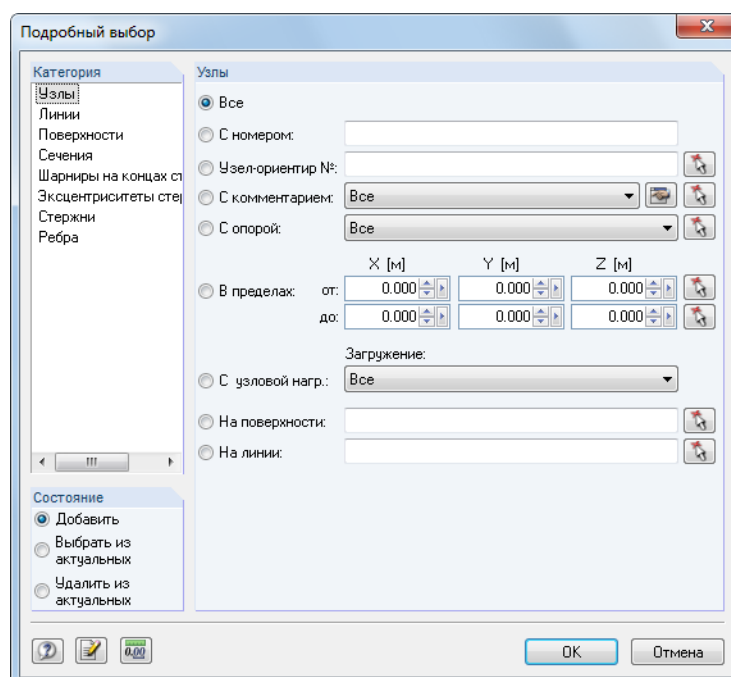 Подробный выбор
Категория
Узлы
Линии
Поверхности
Сечения
Шарниры на концах ст
Эксцентриситеты стер
Стержни
Ребра
Состояние
Добавить
Выбрать из
актуальных
Удалить из
актуальных
Узлы
Все
С номером:
Узел-ориентир №:
С комментарием: Все
С опорой: Все
X [м] Y [м] Z [м]
В пределах: от: 0.000 0.000 0.000
до: 0.000 0.000 0.000
Загружение:
С узловой нагр.: Все
На поверхности:
На линии:
0.00
OK Отмена